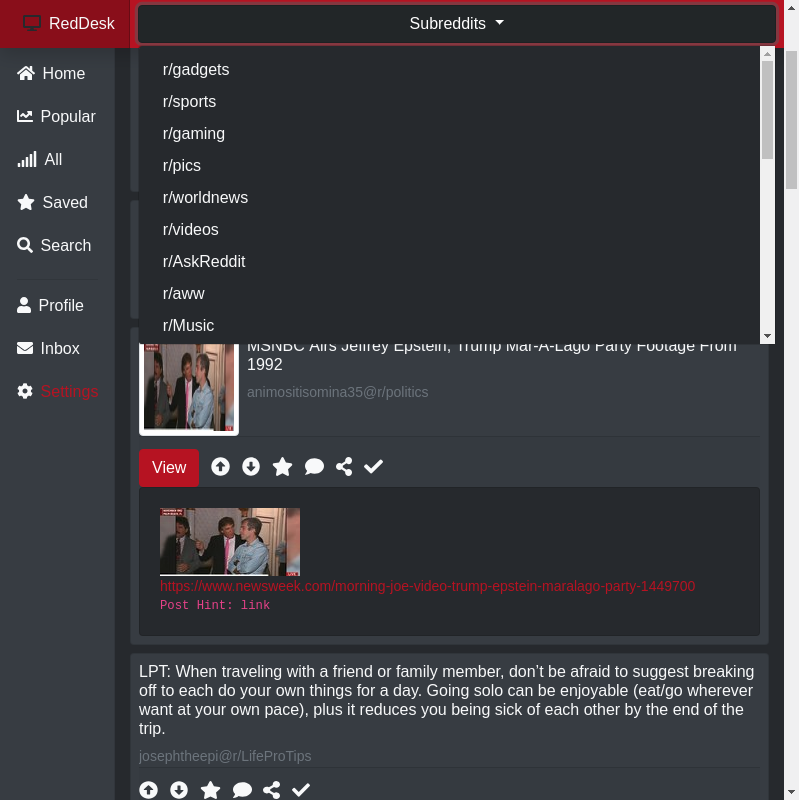 RedDesk
Subreddits
Home
Popular
All
Saved
Search
Profile
Inbox
Settings
r/gadgets
r/sports
r/gaming
r/pics
r/worldnews
r/videos
r/AskReddit
r/aww
r/Music
MSNBC Airs Jeffrey Epstein, Trump Mar-A-Lago Party Footage From
1992
animositisomina35@r/politics
View
https://www.newsweek.com/morning-joe-video-trump-epstein-maralago-party-1449700
Post Hint: link
LPT: When traveling with a friend or family member, don’t be afraid to suggest breaking
off to each do your own things for a day. Going solo can be enjoyable (eat/go wherever
want at your own pace), plus it reduces you being sick of each other by the end of the
trip.
josephtheepi@r/LifeProTips